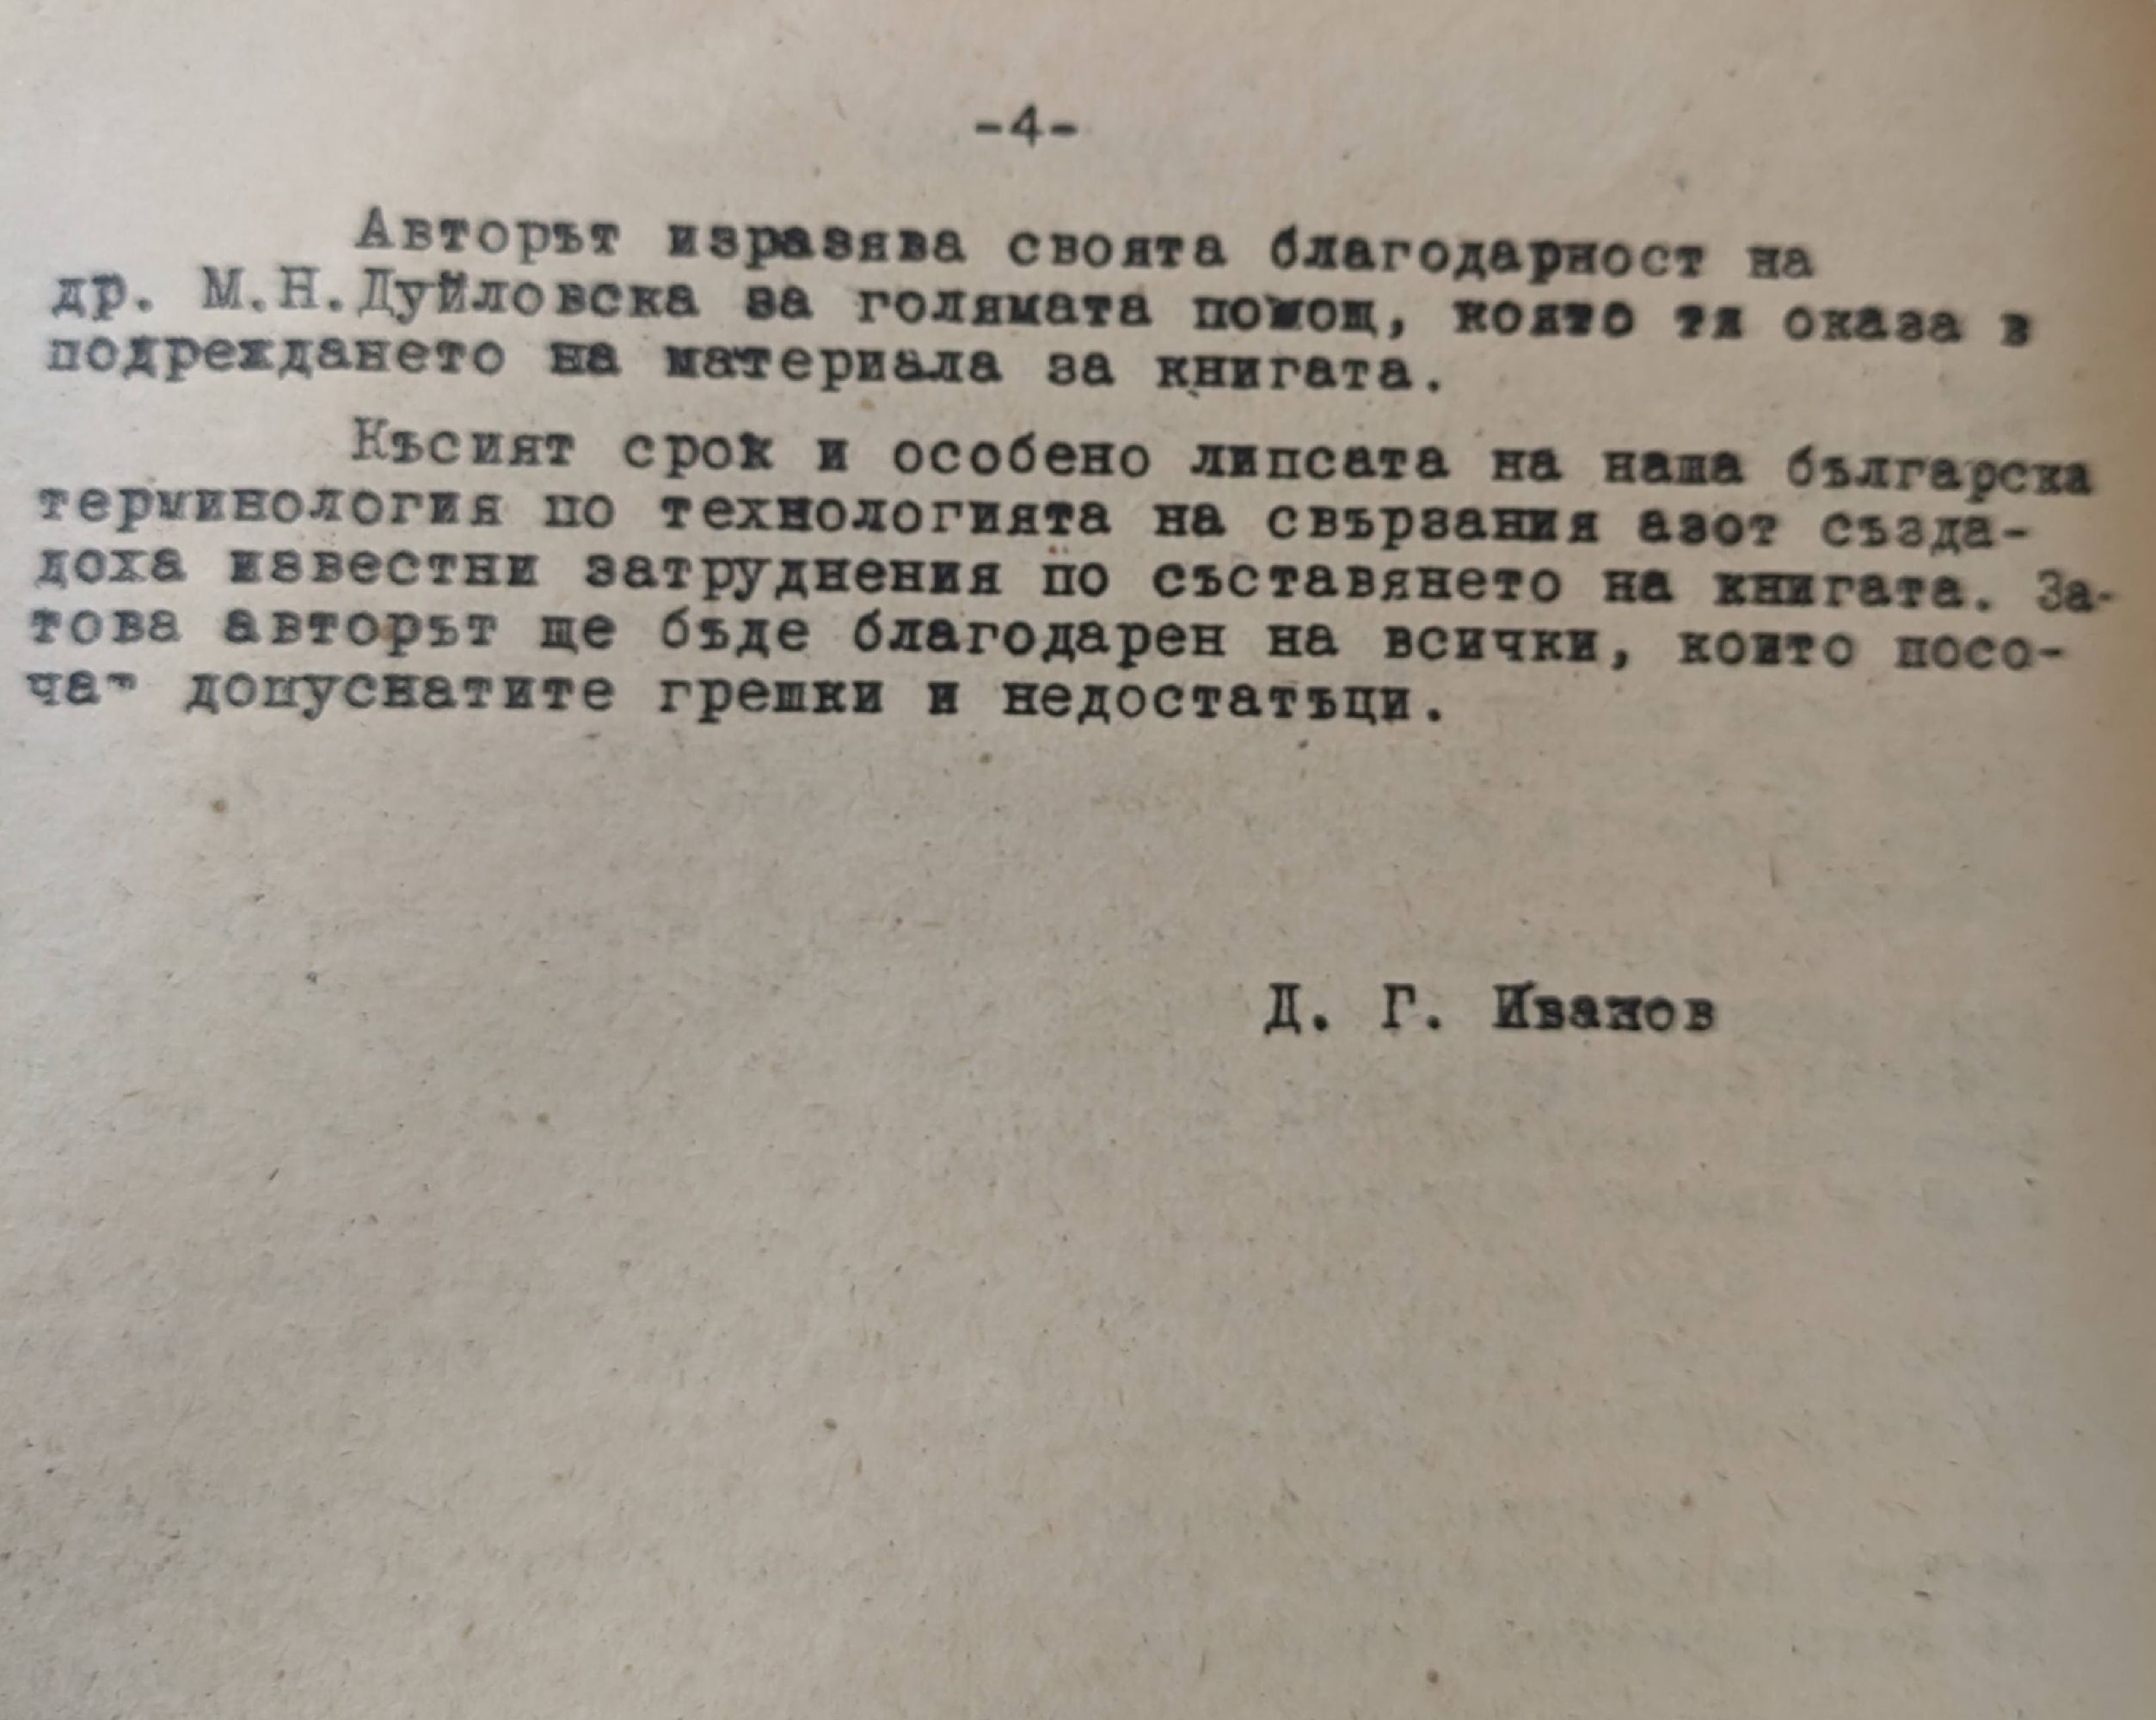 -4-
Авторът изразява своята благодарност на
др. М.Н.Дуйловска за голямата помощ, която тя оказа в
подреждането на материала за книгата.
Късият срок и особено липсата на наша българска
терминология по технологията на свързания азот създа-
доха известни затруднения по съставянето на книгата. За-
това авторът ще бъде благодарен на всички, които посо-
чат допуснатите грешки и недостатъци.
Д. Г. Иванов